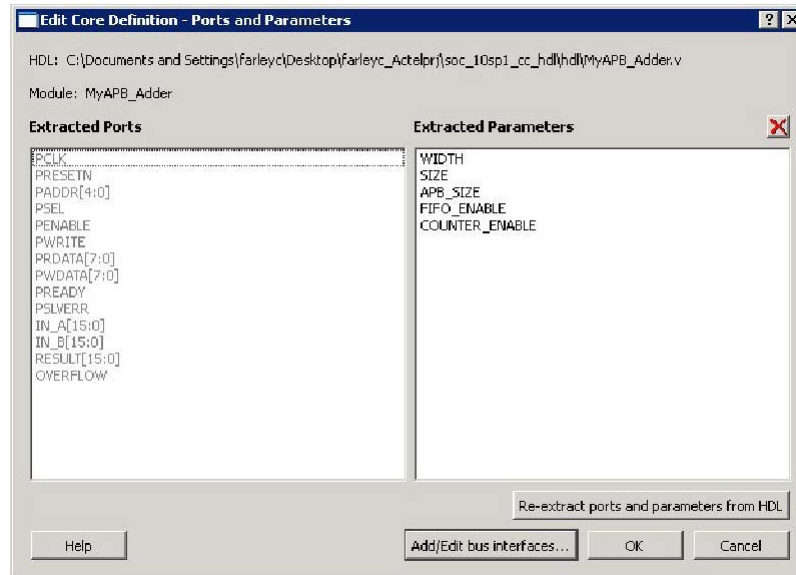 Edit Core Definition - Ports and Parameters
HDL: C:\Documents and Settings\farleyc\Desktop\farleyc_Actelprj\soc_10sp1_cc_hdl\hdl\MyAPB_Adder.v
Module: MyAPB_Adder
Extracted Ports
PCLK
PRESETN
PADDR[4:0]
PSEL
PENABLE
PWRITE
PRDATA[7:0]
PWDATA[7:0]
PREADY
PSLVERR
IN_A[15:0]
IN_B[15:0]
RESULT[15:0]
OVERFLOW
Extracted Parameters
WIDTH
SIZE
APB_SIZE
FIFO_ENABLE
COUNTER_ENABLE
Re-extract ports and parameters from HDL
Help
Add/Edit bus interfaces...
OK
Cancel